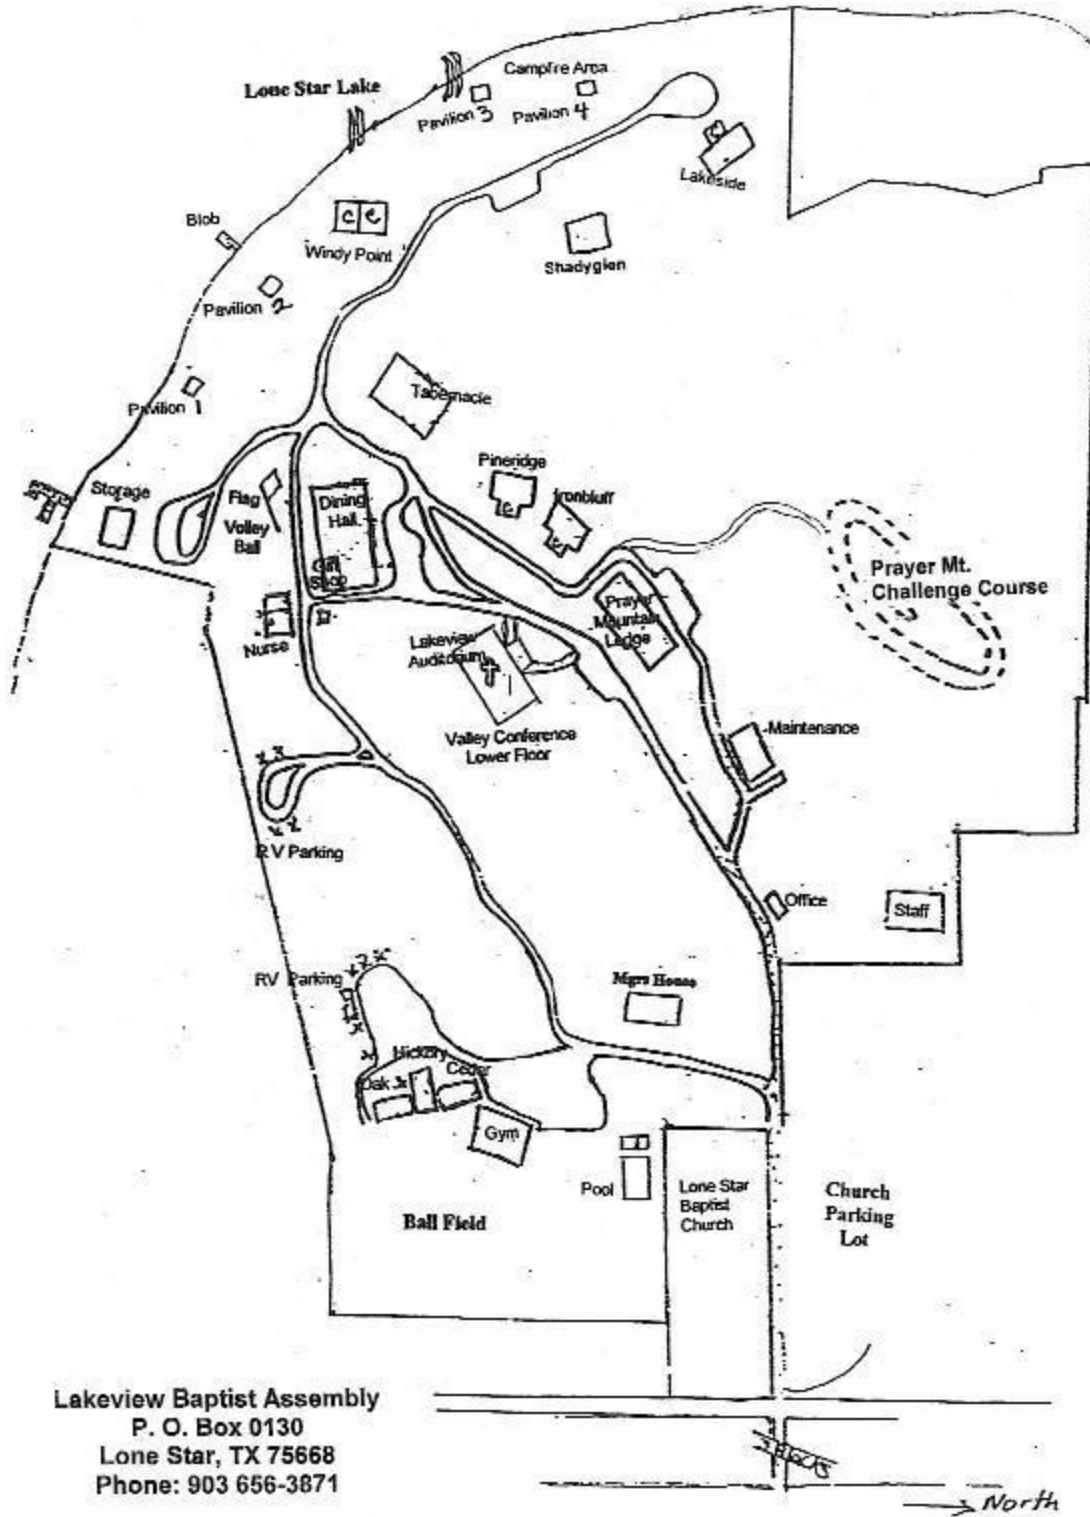 Campfire Area
Lone Star Lake
Pavilion 3
Pavilion 4
Lakeside
Blob
C C
Windy Point
Shadyglen
Pavilion 2
Tabernacle
Pavilion 1
Pineridge
Ironbluff
Storage
Flag
Volley
Ball
Dining
Hall
Gift
Shop
Prayer Mt.
Challenge Course
Prayer
Mountain
Lodge
Nurse
Lakeview
Auditorium
Valley Conference
Lower Floor
Maintenance
RV Parking
Office
Staff
RV Parking
Mgrs House
Hickory
Oak
Cedar
Gym
Pool
Lone Star
Baptist
Church
Church
Parking
Lot
Ball Field
Lakeview Baptist Assembly
P. O. Box 0130
Lone Star, TX 75668
Phone: 903 656-3871
North